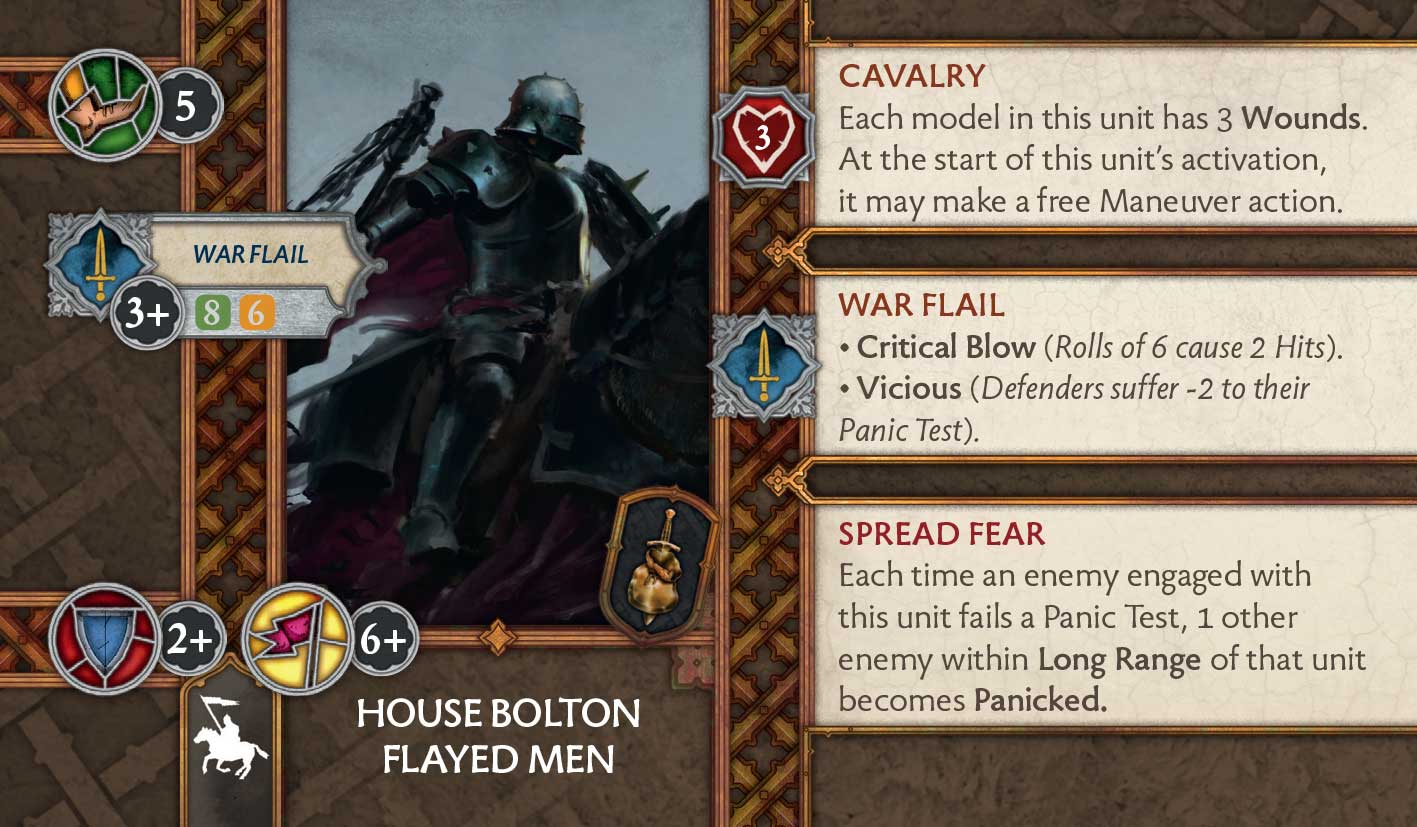 5
WAR FLAIL
3+ 8 6
2+ 6+
HOUSE BOLTON
FLAYED MEN
3
CAVALRY
Each model in this unit has 3 Wounds.
At the start of this unit's activation,
it may make a free Maneuver action.
WAR FLAIL
• Critical Blow (Rolls of 6 cause 2 Hits).
• Vicious (Defenders suffer -2 to their
Panic Test).
SPREAD FEAR
Each time an enemy engaged with
this unit fails a Panic Test, 1 other
enemy within Long Range of that unit
becomes Panicked.